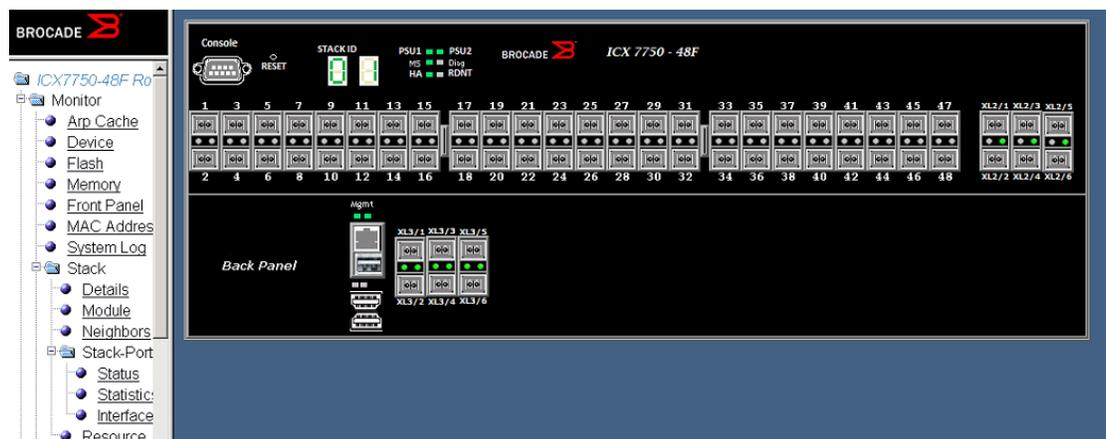 BROCADE
ICX7750-48F Ro
Monitor
Arp Cache
Device
Flash
Memory
Front Panel
MAC Addres
System Log
Stack
Details
Module
Neighbors
Stack-Port
Status
Statistic
Interface
Resource
Console
RESET
STACK ID
0 1
PSU1 PSU2
MS Diag
HA RDNT
BROCADE
ICX 7750 - 48F
1 3 5 7 9 11 13 15 17 19 21 23 25 27 29 31 33 35 37 39 41 43 45 47
XL2/1 XL2/3 XL2/5
2 4 6 8 10 12 14 16 18 20 22 24 26 28 30 32 34 36 38 40 42 44 46 48
XL2/2 XL2/4 XL2/6
Mgmt
XL3/1 XL3/3 XL3/5
Back Panel
XL3/2 XL3/4 XL3/6